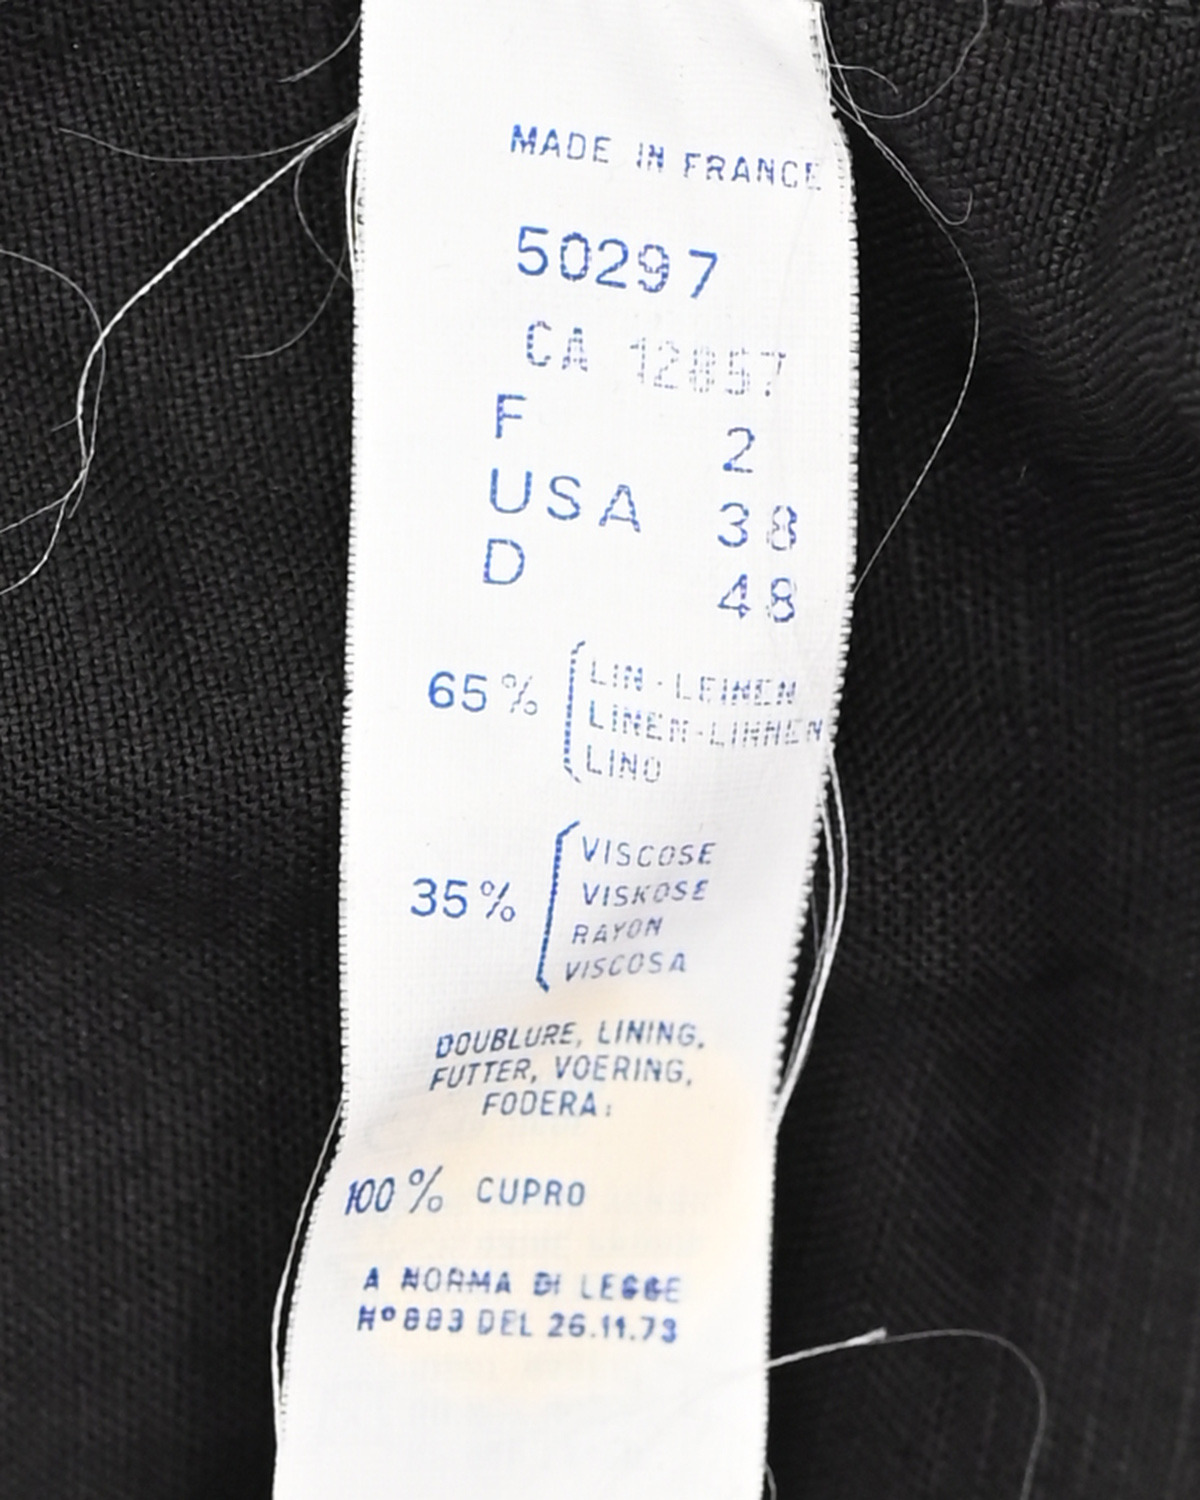 MADE IN FRANCE
50297
CA 12857
F 2
USA 38
D 48
65% LIN-LEINEN
LINEN-LINNEN
LINO
35% VISCOSE
VISKOSE
RAYON
VISCOSA
DOUBLURE, LINING,
FUTTER, VOERING,
FODERA:
100% CUPRO
A NORMA DI LEGGE
Nº 883 DEL 26.11.73